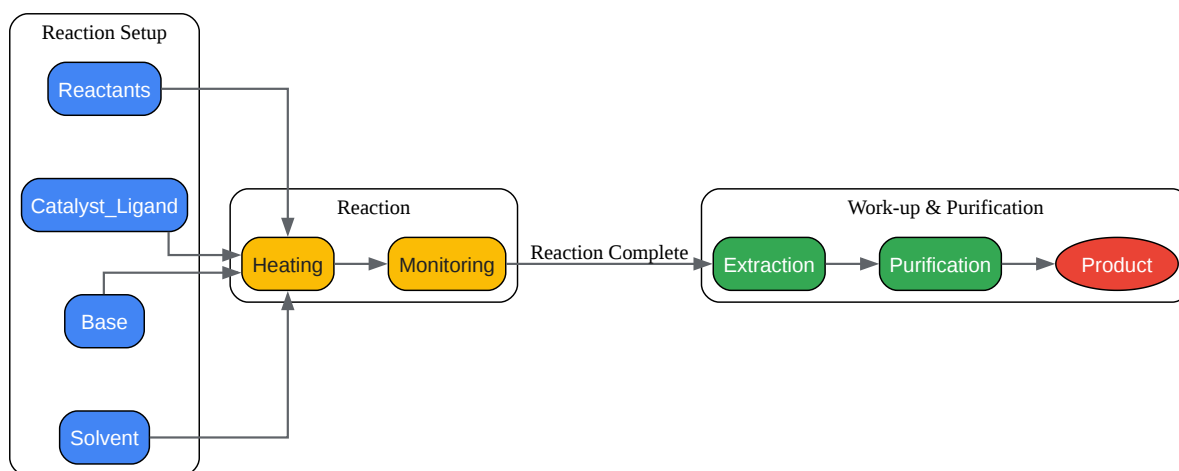 Reaction Setup
Reactants
Catalyst_Ligand
Base
Solvent
Reaction
Heating
Monitoring
Reaction Complete
Work-up & Purification
Extraction
Purification
Product